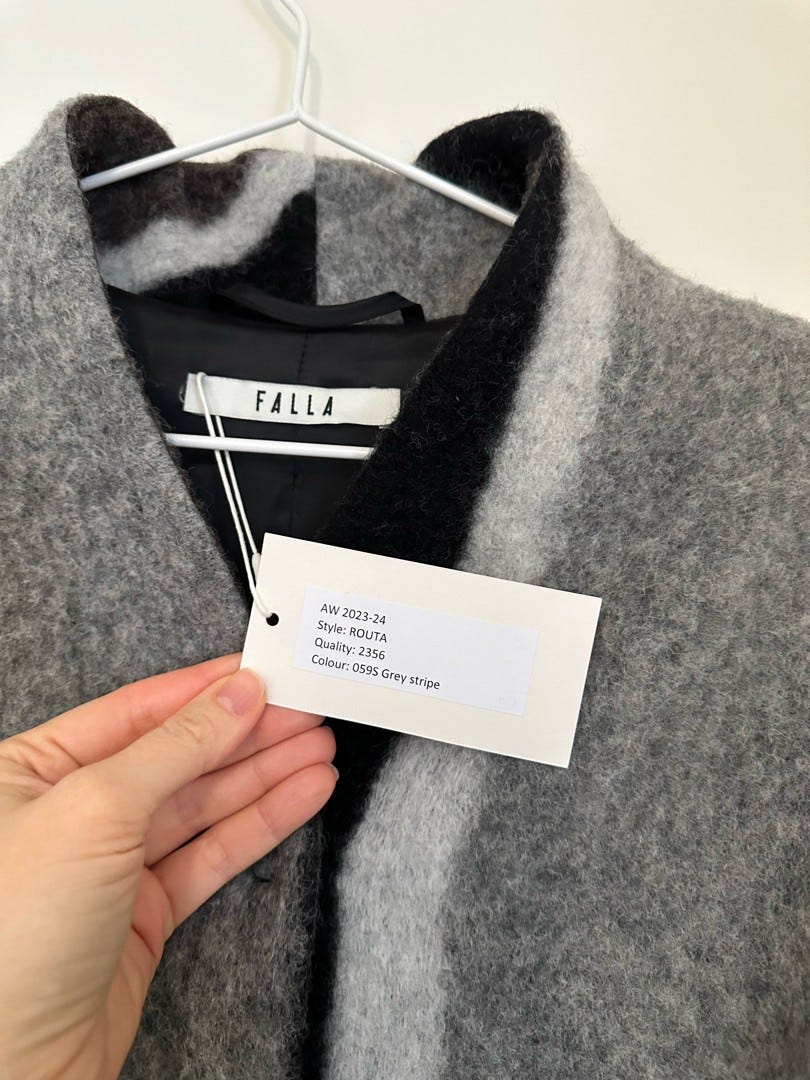 FALLA
AW 2023-24
Style: ROUTA
Quality: 2356
Colour: 059S Grey stripe